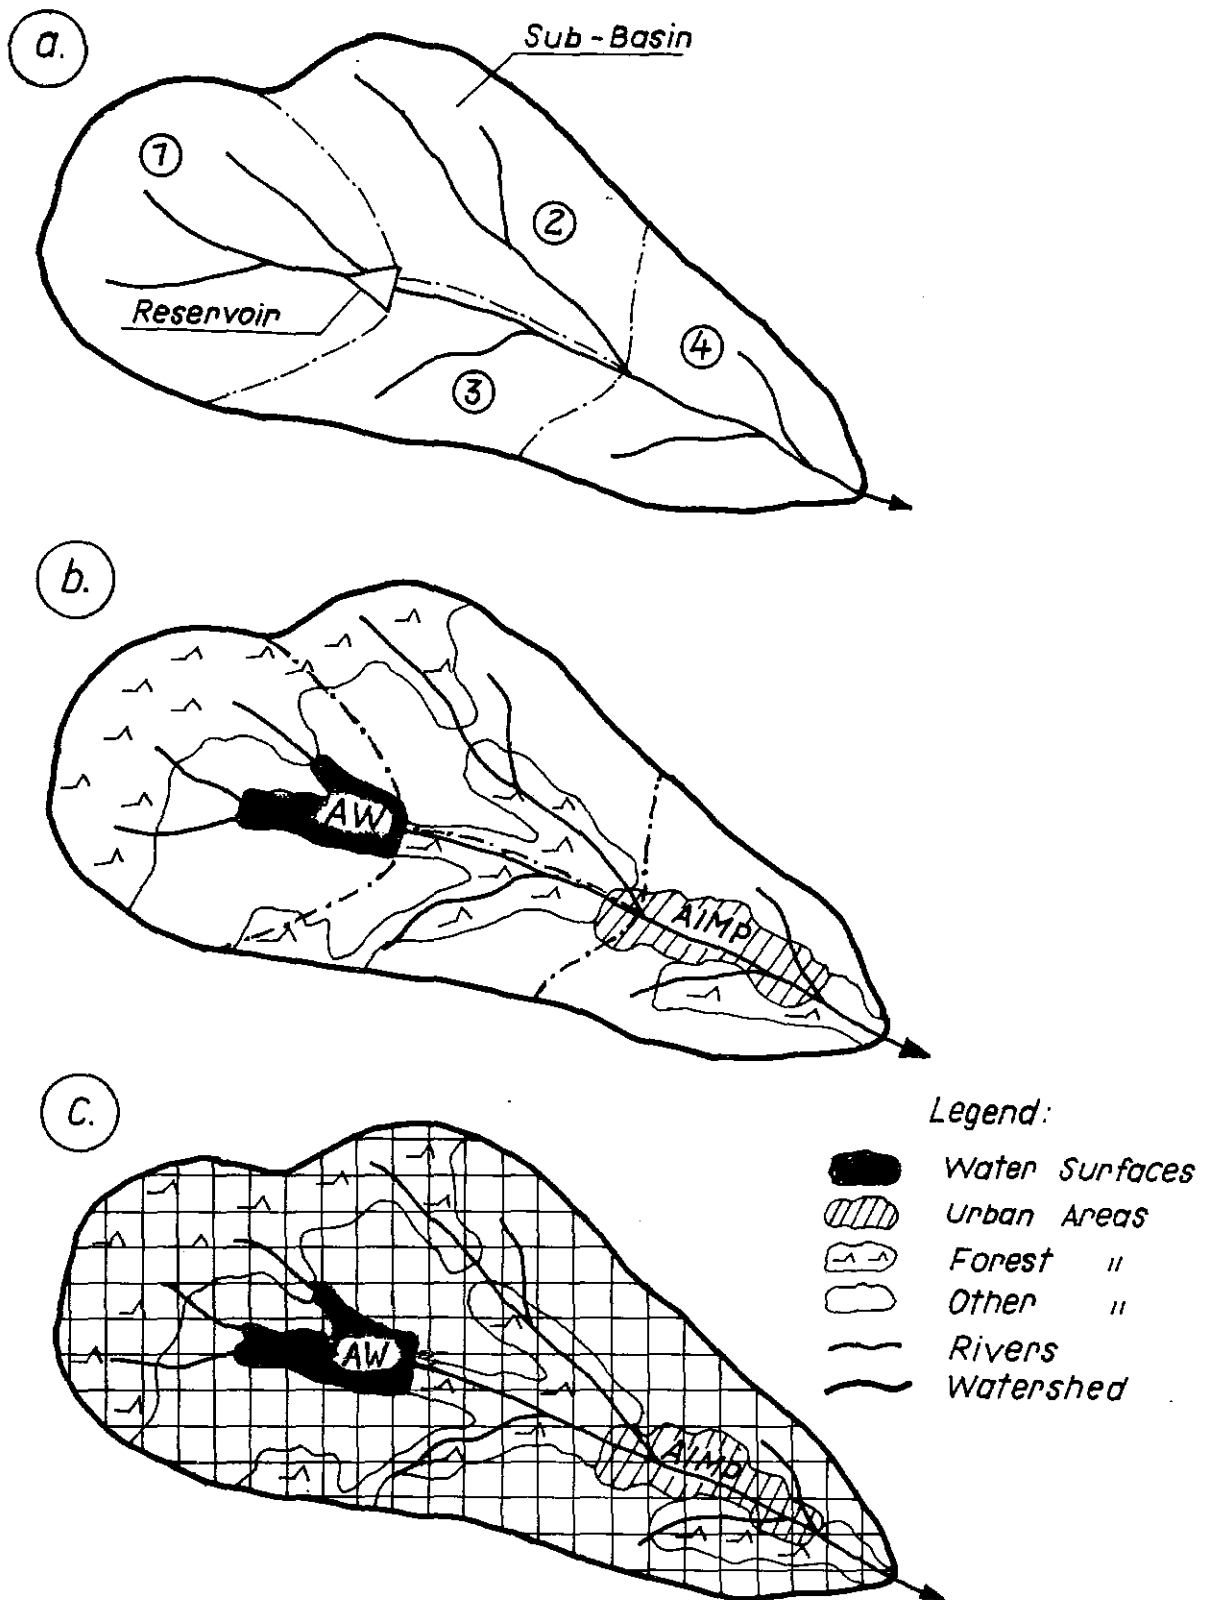 a.
Sub-Basin
1
2
Reservoir
4
3
b.
AW
AIMP
c.
Legend:
Water Surfaces
Urban Areas
Forest "
Other "
AW
Rivers
Watershed
AIMP